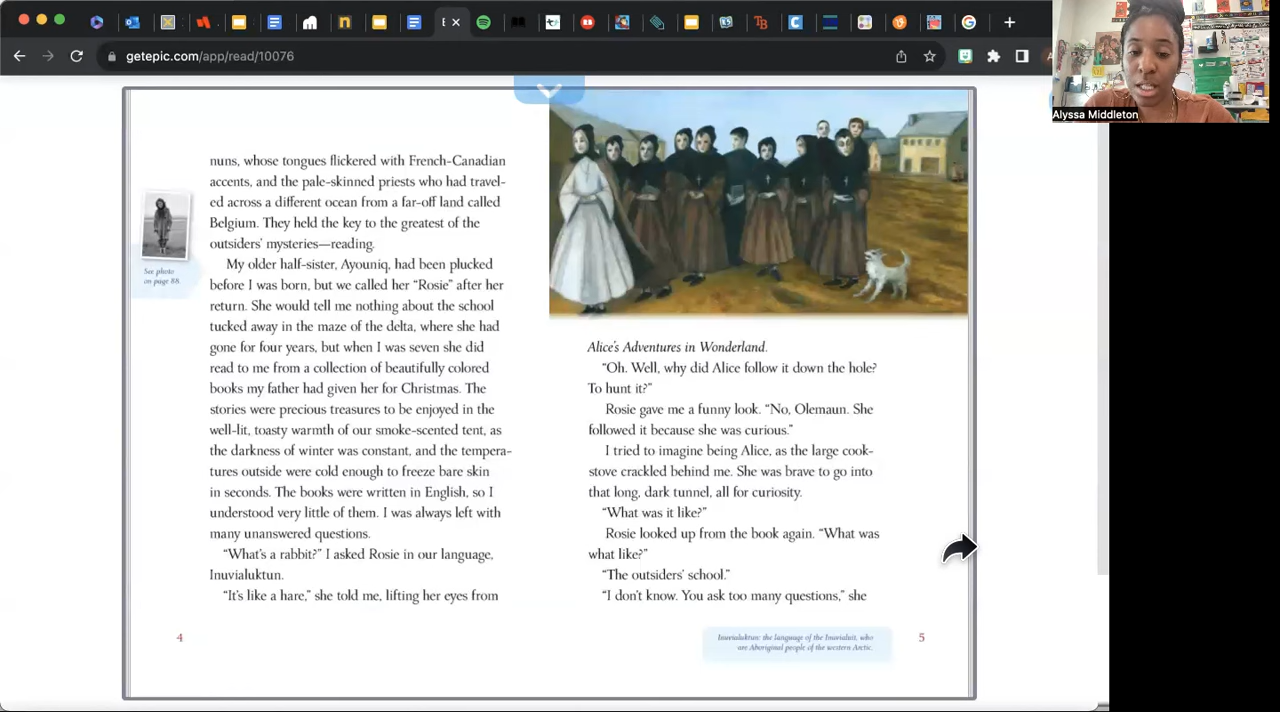 getepic.com/app/read/10076
Alyssa Middleton
nuns, whose tongues flickered with French-Canadian
accents, and the pale-skinned priests who had travel-
ed across a different ocean from a far-off land called
Belgium. They held the key to the greatest of the
outsiders' mysteries—reading.
My older half-sister, Ayouniq, had been plucked
before I was born, but we called her “Rosie” after her
return. She would tell me nothing about the school
tucked away in the maze of the delta, where she had
gone for four years, but when I was seven she did
read to me from a collection of beautifully colored
books my father had given her for Christmas. The
stories were precious treasures to be enjoyed in the
well-lit, toasty warmth of our smoke-scented tent, as
the darkness of winter was constant, and the tempera-
tures outside were cold enough to freeze bare skin
in seconds. The books were written in English, so I
understood very little of them. I was always left with
many unanswered questions.
“What's a rabbit?” I asked Rosie in our language,
Inuvialuktun.
“It's like a hare,” she told me, lifting her eyes from
See photo
on page 88.
4
Alice's Adventures in Wonderland.
“Oh. Well, why did Alice follow it down the hole?
To hunt it?”
Rosie gave me a funny look. “No, Olemaun. She
followed it because she was curious.”
I tried to imagine being Alice, as the large cook-
stove crackled behind me. She was brave to go into
that long, dark tunnel, all for curiosity.
“What was it like?”
Rosie looked up from the book again. “What was
what like?”
“The outsiders' school.”
“I don't know. You ask too many questions,” she
Inuvialuktun: the language of the Inuvialuit, who
are Aboriginal people of the western Arctic.
5